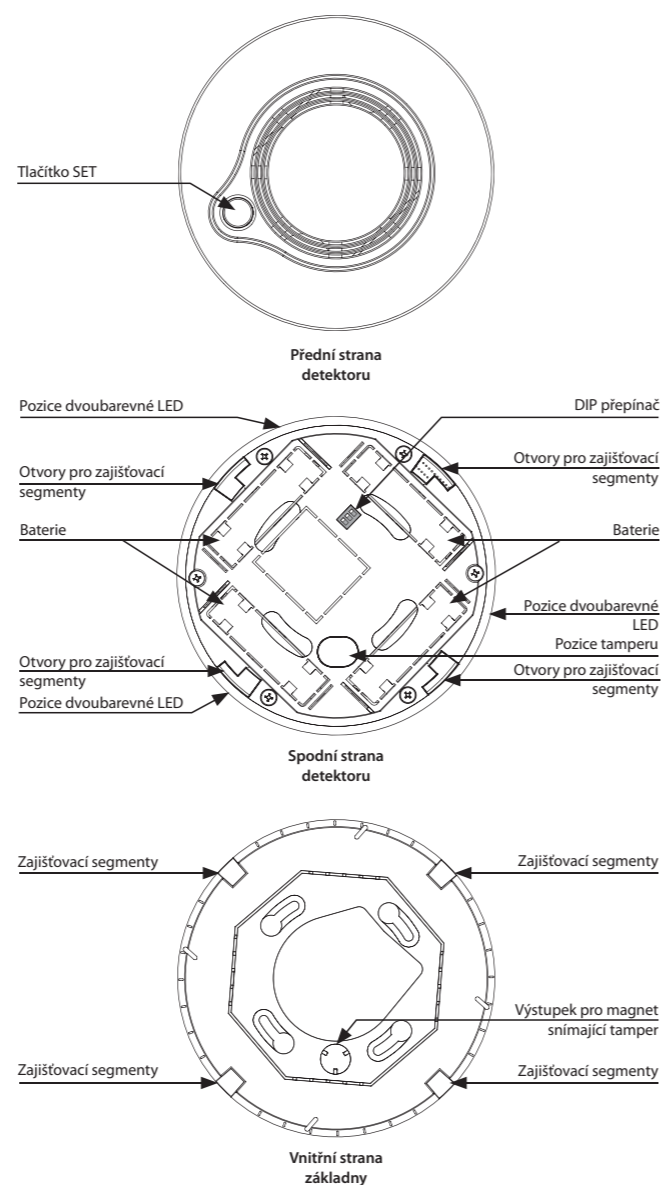 Tlačítko SET
Přední strana
detektoru
Pozice dvoubarevné LED
DIP přepínač
Otvory pro zajišťovací
segmenty
Otvory pro zajišťovací
segmenty
Baterie
Baterie
Pozice dvoubarevné
LED
Pozice tamperu
Otvory pro zajišťovací
segmenty
Otvory pro zajišťovací
segmenty
Pozice dvoubarevné LED
Spodní strana
detektoru
Zajišťovací segmenty
Zajišťovací segmenty
Výstupek pro magnet
snímající tamper
Zajišťovací segmenty
Zajišťovací segmenty
Vnitřní strana
základny